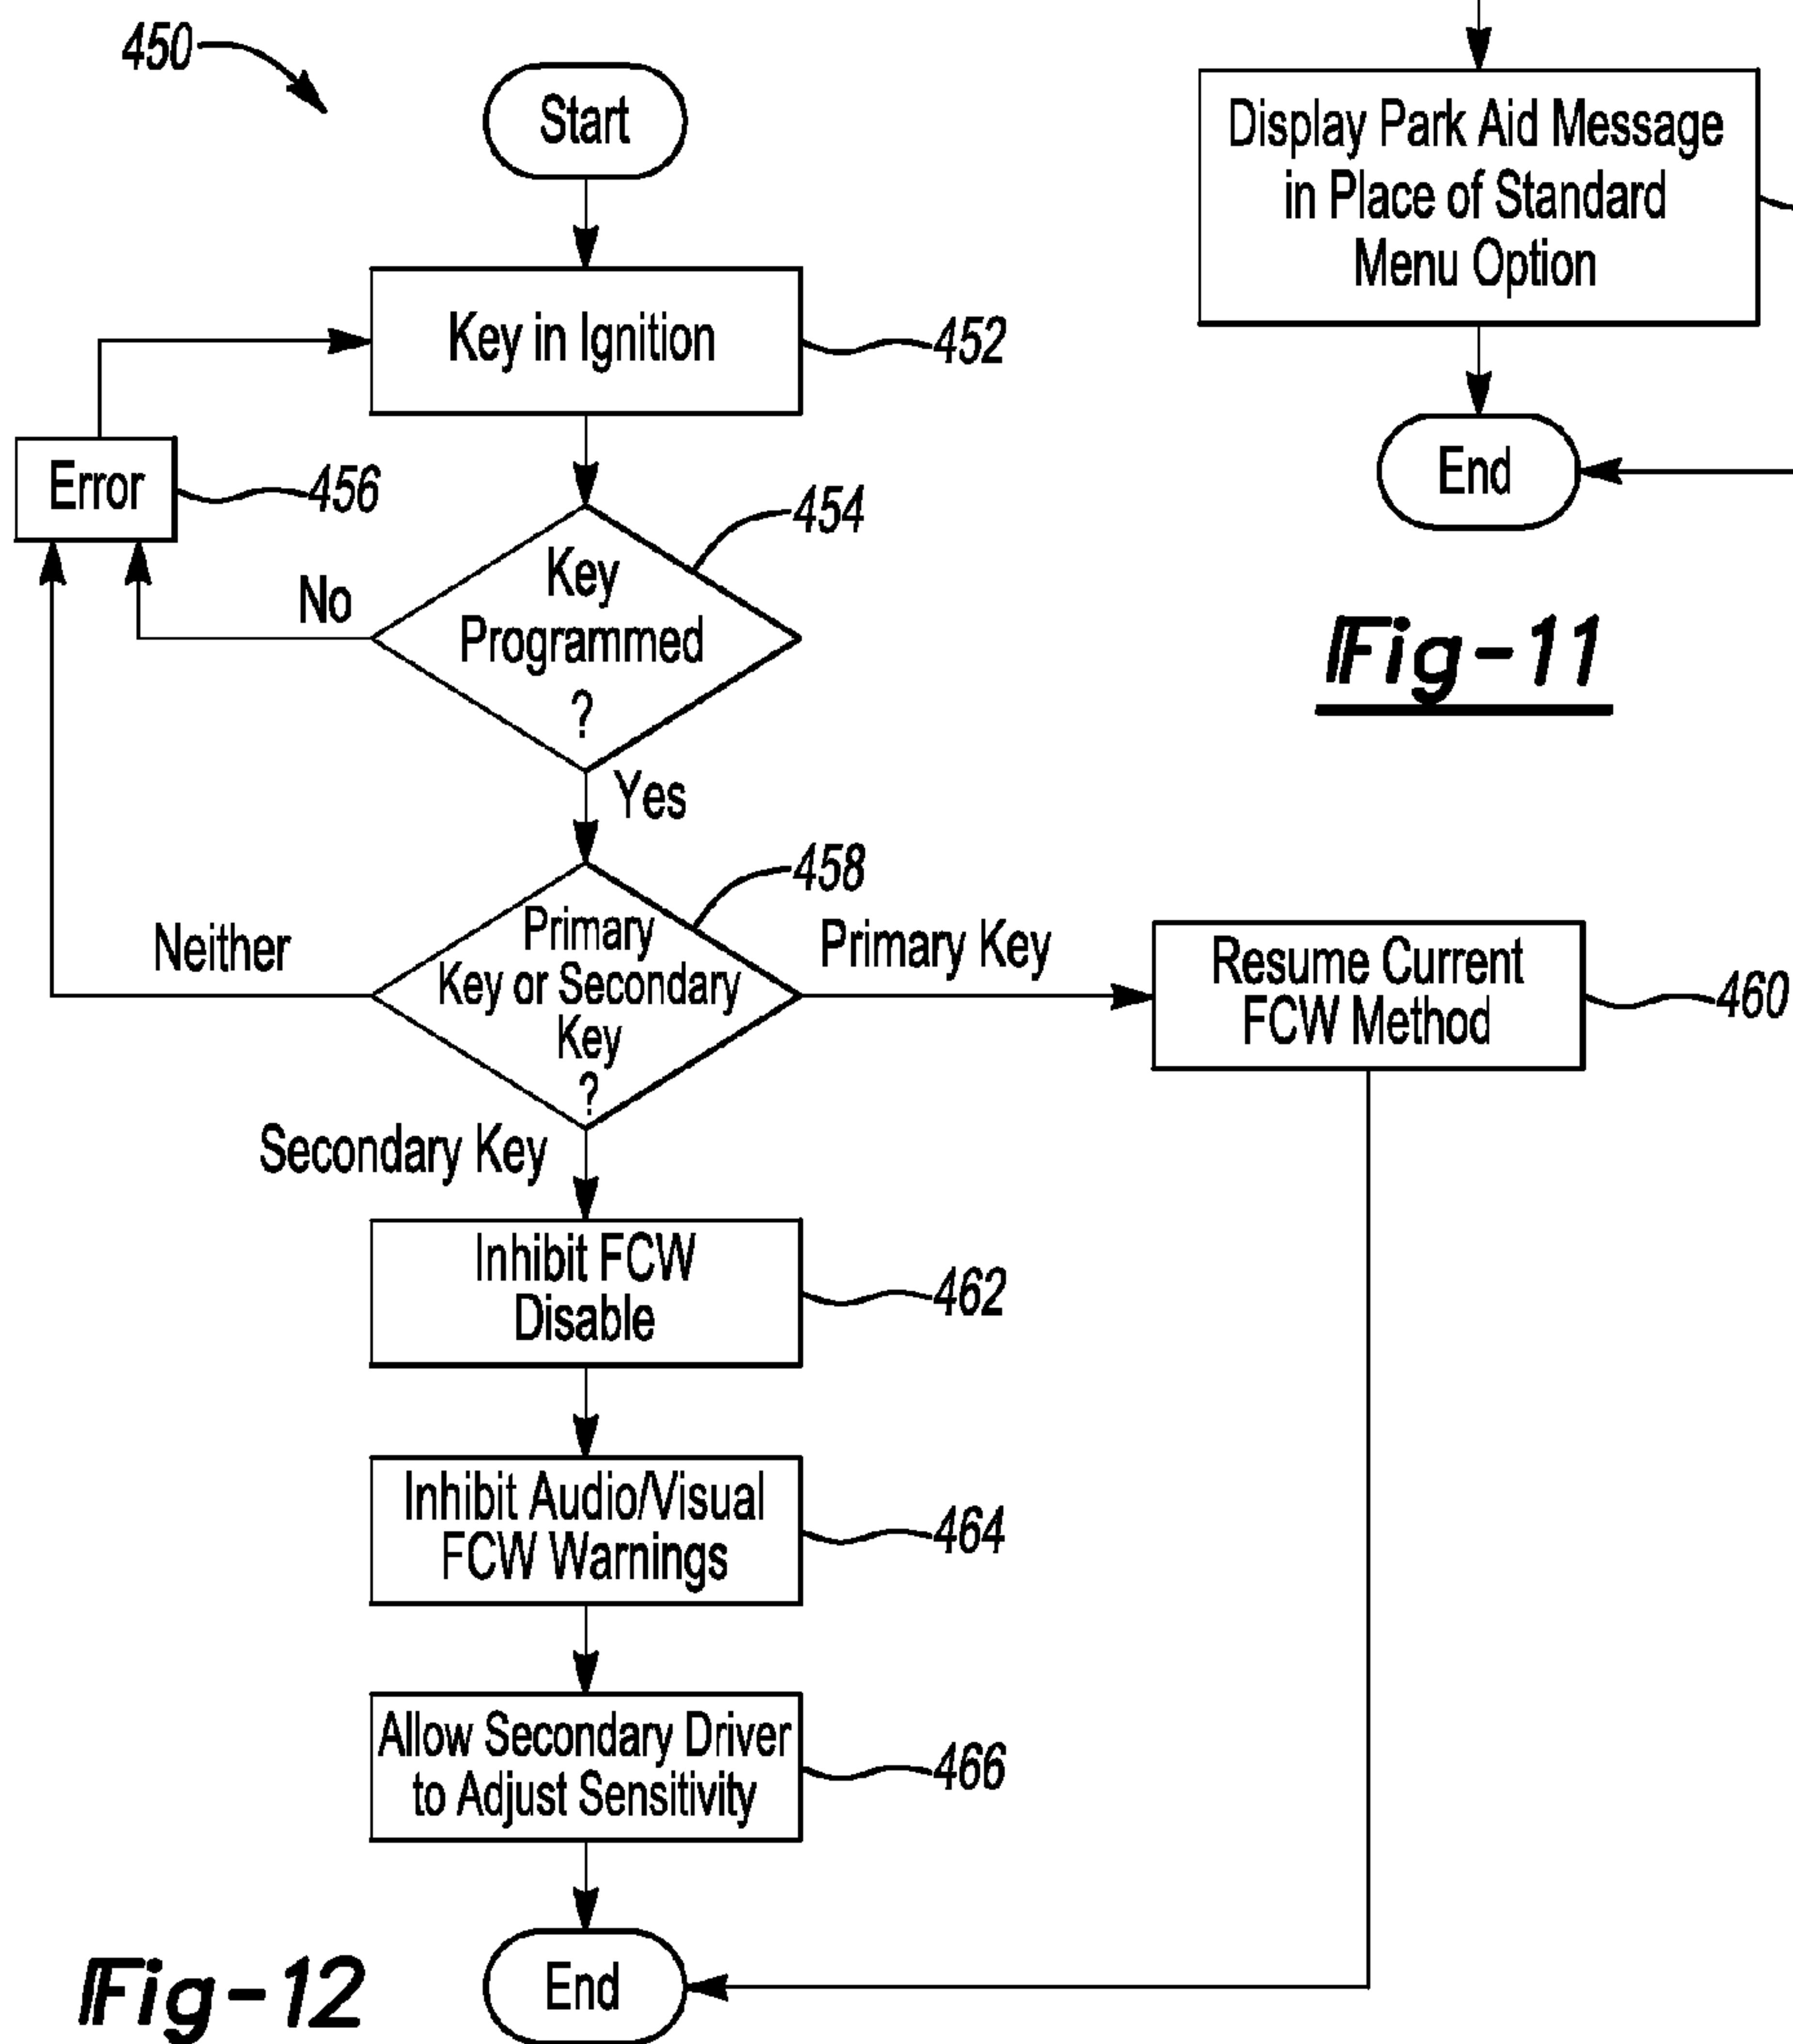 450
Start
Key in Ignition
452
Error
456
Key
Programmed
?
454
No
Yes
Primary
Key or Secondary
Key
?
458
Neither
Primary Key
Resume Current
FCW Method
460
Secondary Key
Inhibit FCW
Disable
462
Inhibit Audio/Visual
FCW Warnings
464
Allow Secondary Driver
to Adjust Sensitivity
466
End
Fig-12
Display Park Aid Message
in Place of Standard
Menu Option
End
Fig-11